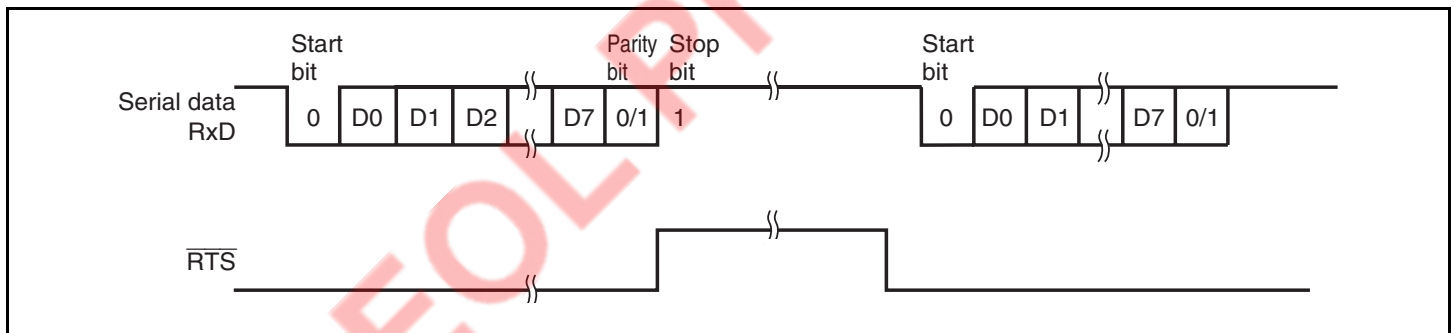 Start bit
Parity bit
Stop bit
Start bit
Serial data RxD
0 D0 D1 D2 D7 0/1 1 0 D0 D1 D7 0/1
RTS
EOL P